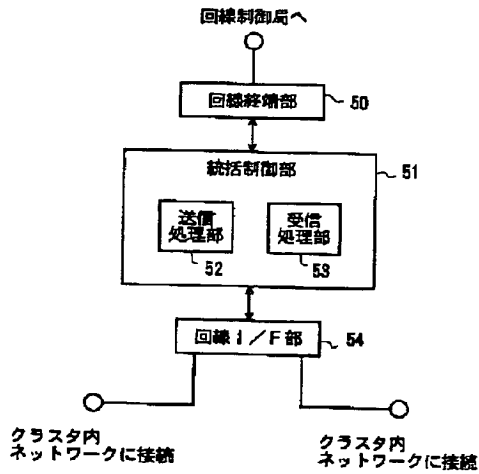 回線制御局へ
回線終端部
50
統括制御部
51
送信
処理部
52
受信
処理部
53
回線I/F部
54
クラスタ内
ネットワークに接続
クラスタ内
ネットワークに接続